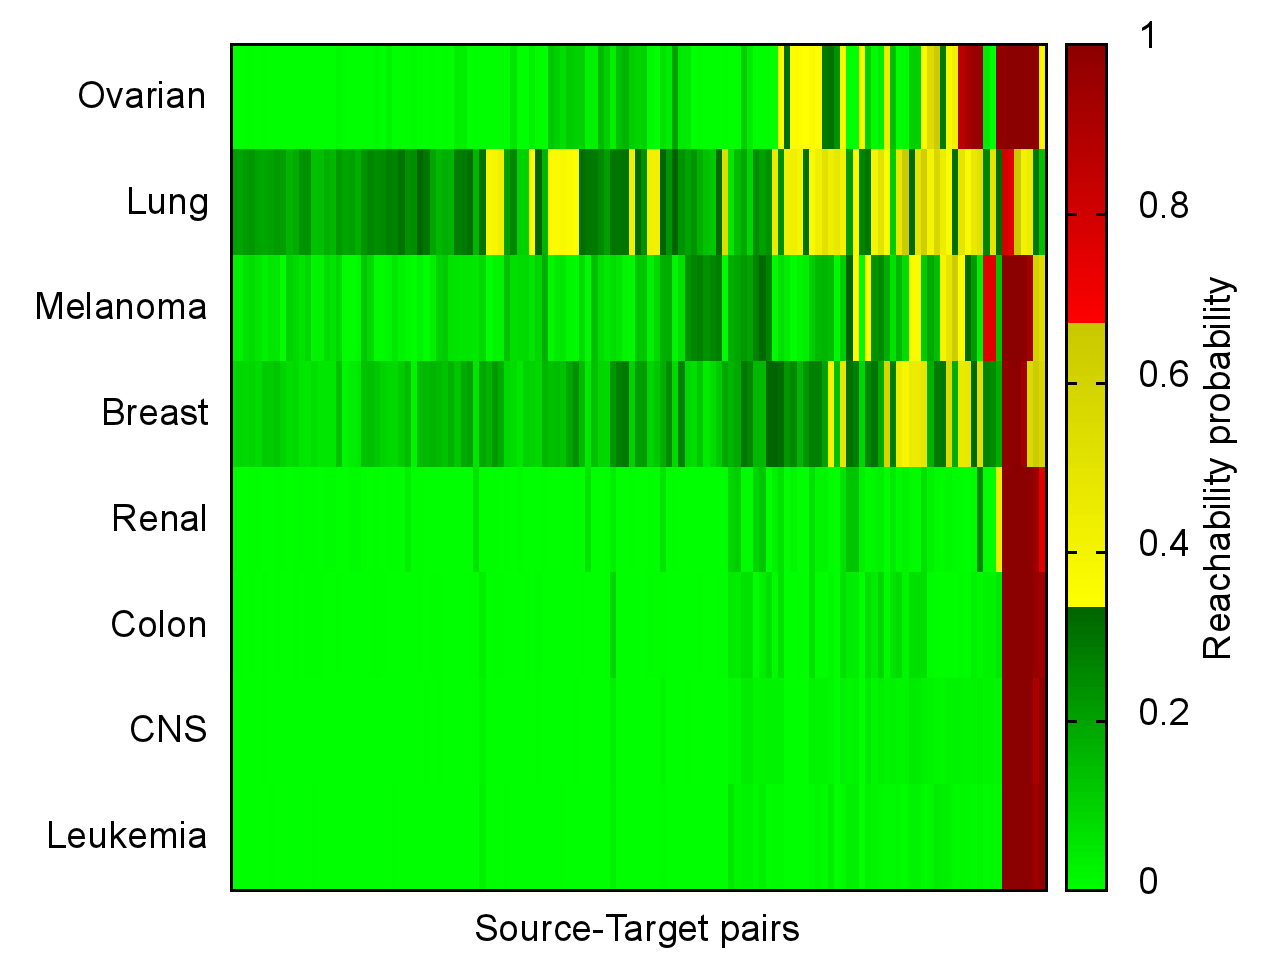 Ovarian
Lung
Melanoma
Breast
Renal
Colon
CNS
Leukemia
Source-Target pairs
1
0.8
0.6
0.4
0.2
0
Reachability probability